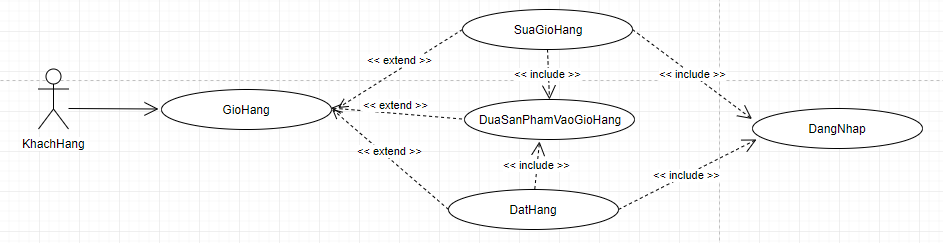 SuaGioHang
<< extend >>
<< include >>
<< include >>
GioHang
<< extend >>
DuaSanPhamVaoGioHang
DangNhap
KhachHang
<< extend >>
<< include >>
<< include >>
DatHang